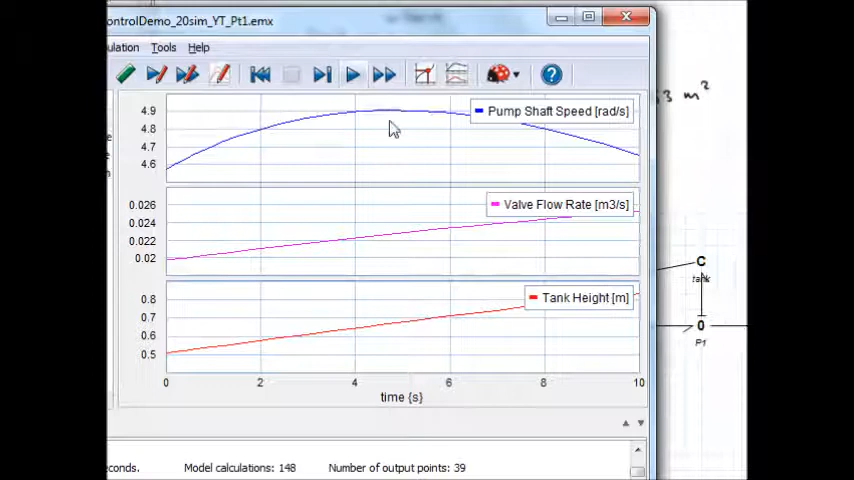 ontrolDemo_20sim_YT_Pt1.emx
ulation Tools Help
3 m²
4.9
4.8
4.7
4.6
Pump Shaft Speed [rad/s]
0.026
0.024
0.022
0.02
Valve Flow Rate [m3/s]
0.8
0.7
0.6
0.5
Tank Height [m]
0 2 4 6 8 10
time {s}
C
tank
0
P1
econds. Model calculations: 148 Number of output points: 39